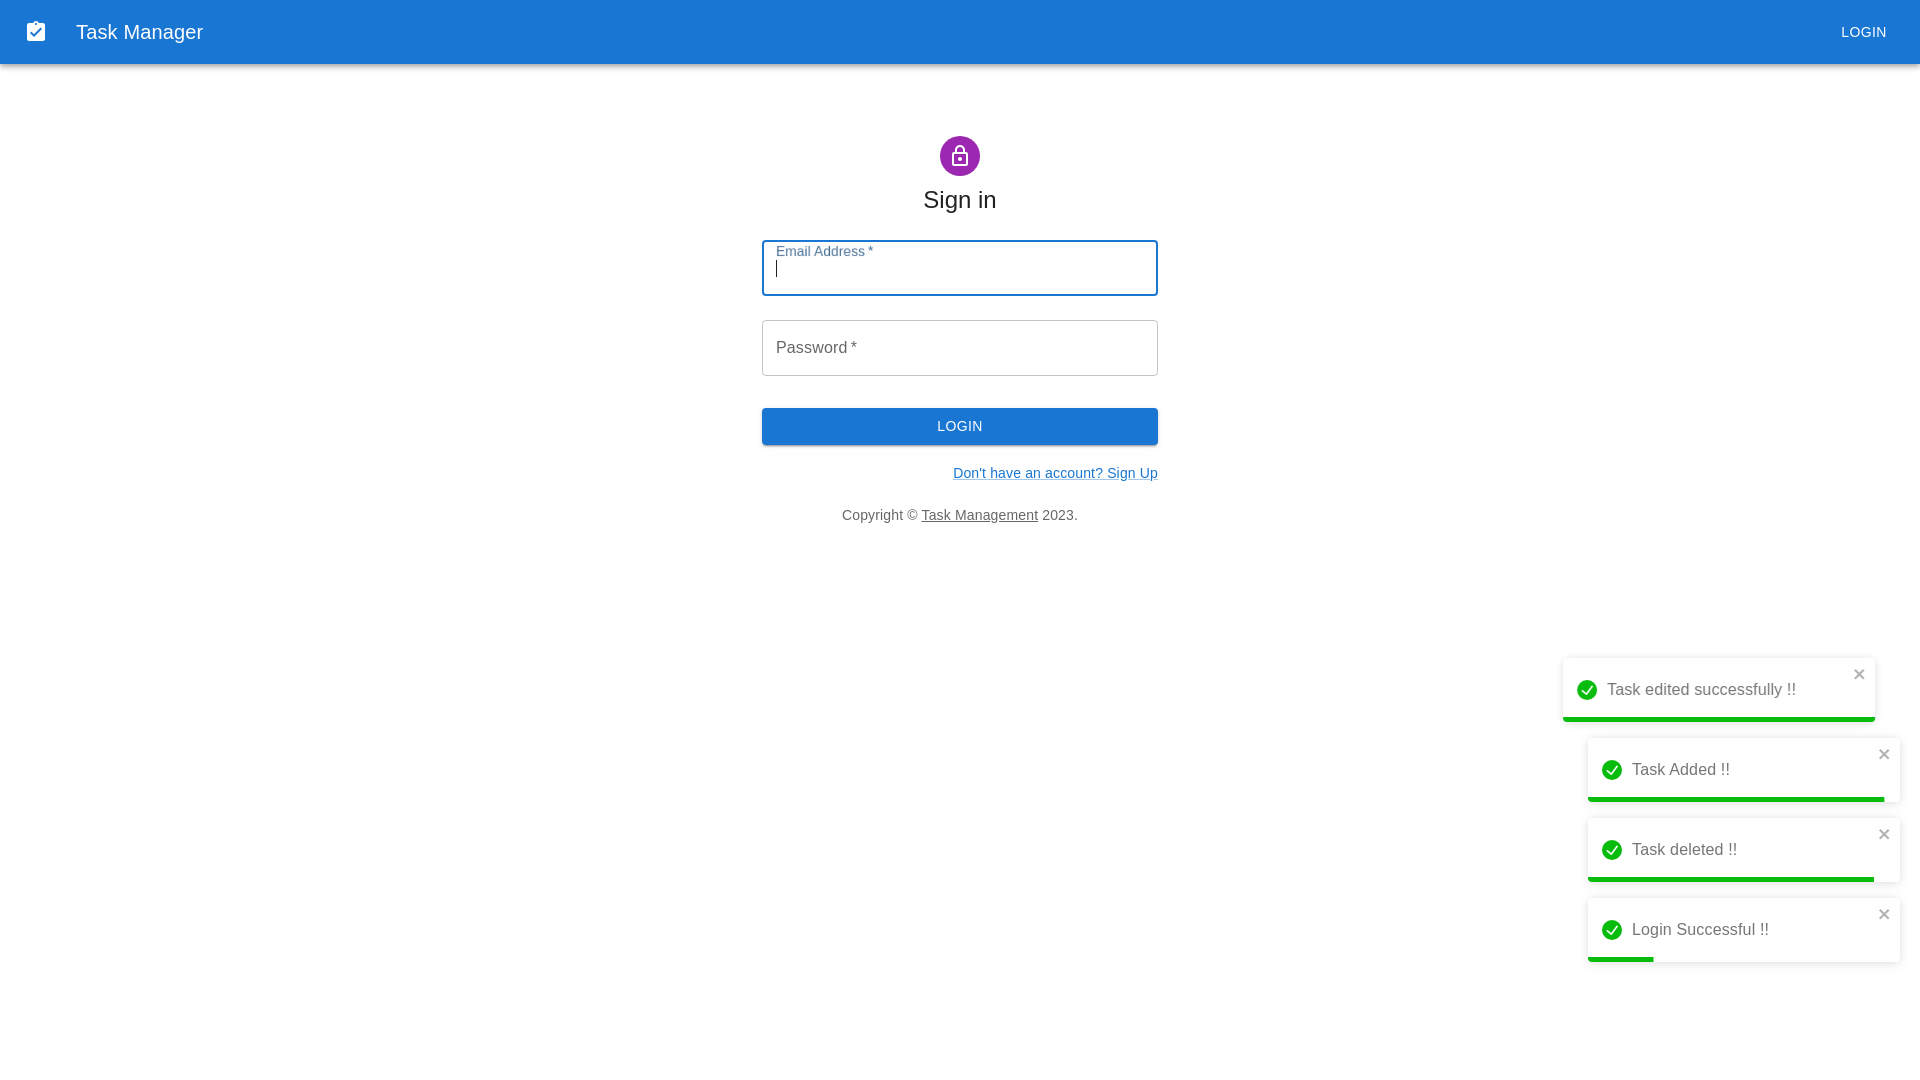 Task Manager
LOGIN
Sign in
Email Address *
Password *
LOGIN
Don't have an account? Sign Up
Copyright © Task Management 2023.
Task edited successfully !!
Task Added !!
Task deleted !!
Login Successful !!